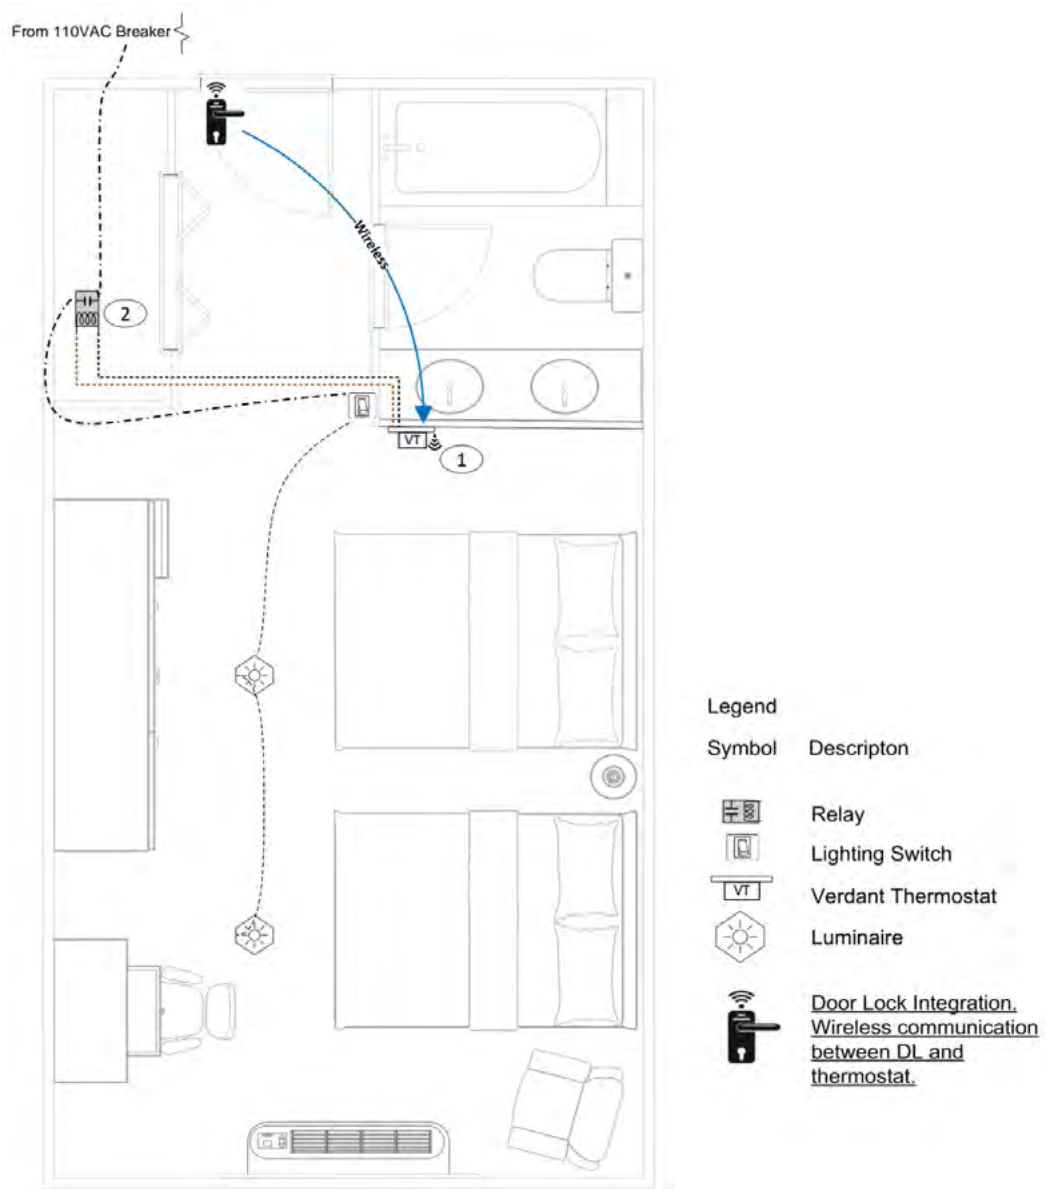 From 110VAC Breaker
Wireless
2
VT
1
Legend
Symbol Descripton
Relay
Lighting Switch
VT
Verdant Thermostat
Luminaire
Door Lock Integration.
Wireless communication
between DL and
thermostat.